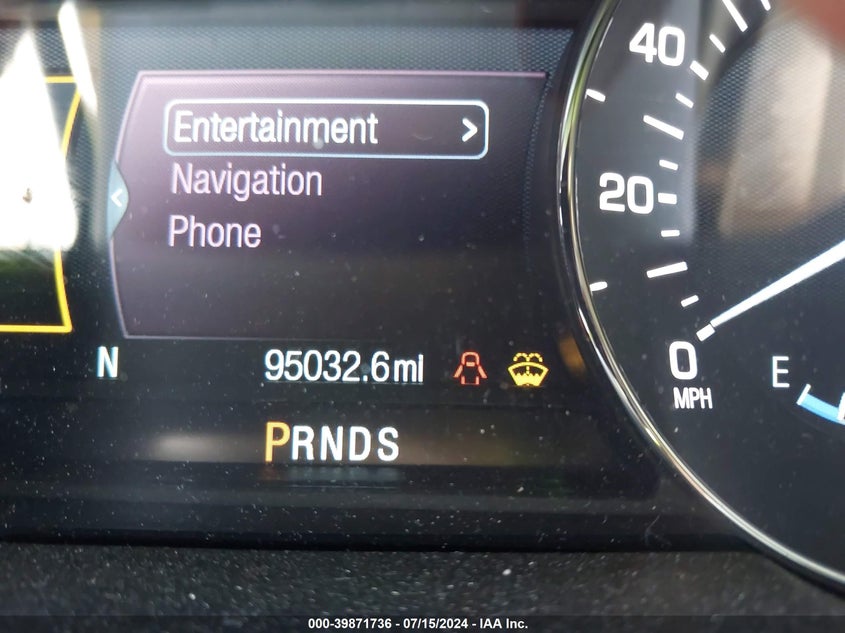 Entertainment >
Navigation
<
Phone
40
20
0
MPH
E
N
95032.6mi
PRNDS
000-39871736 - 07/15/2024 - IAA Inc.